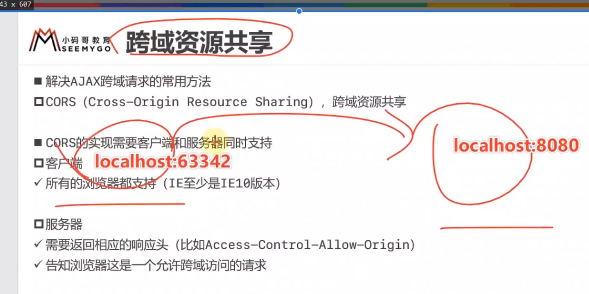 43 x 607
小码哥教育
SEEMYGO
跨域资源共享
■ 解决AJAX跨域请求的常用方法
CORS（Cross-Origin Resource Sharing），跨域资源共享
■ CORS的实现需要客户端和服务器同时支持
客户端
localhost:63342
localhost:8080
✓ 所有的浏览器都支持（IE至少是IE10版本）
服务器
✓ 需要返回相应的响应头（比如Access-Control-Allow-Origin）
✓ 告知浏览器这是一个允许跨域访问的请求